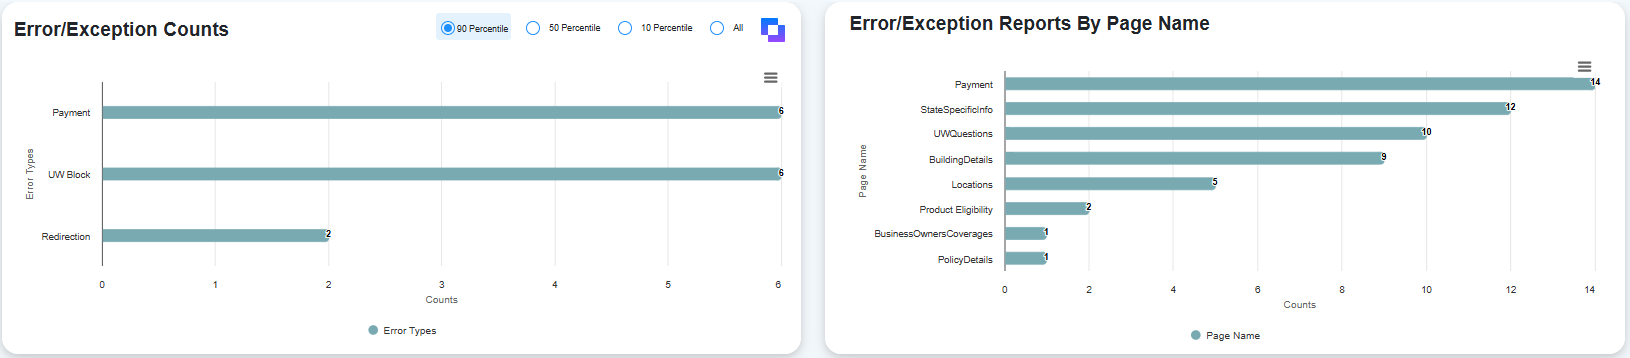 Error/Exception Counts
90 Percentile
50 Percentile
10 Percentile
All
Error Types
Payment
6
UW Block
6
Redirection
2
0 1 2 3 4 5 6
Counts
Error Types
Error/Exception Reports By Page Name
Page Name
Payment
14
StateSpecificInfo
12
UWQuestions
10
BuildingDetails
9
Locations
5
Product Eligibility
2
BusinessOwnersCoverages
1
PolicyDetails
1
0 2 4 6 8 10 12 14
Counts
Page Name